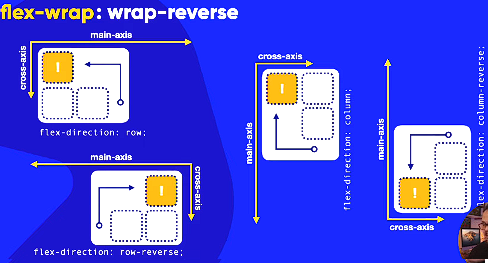 flex-wrap: wrap-reverse
main-axis
cross-axis
!
flex-direction: row;
main-axis
cross-axis
!
flex-direction: row-reverse;
cross-axis
main-axis
!
flex-direction: column;
main-axis
!
cross-axis
flex-direction: column-reverse;